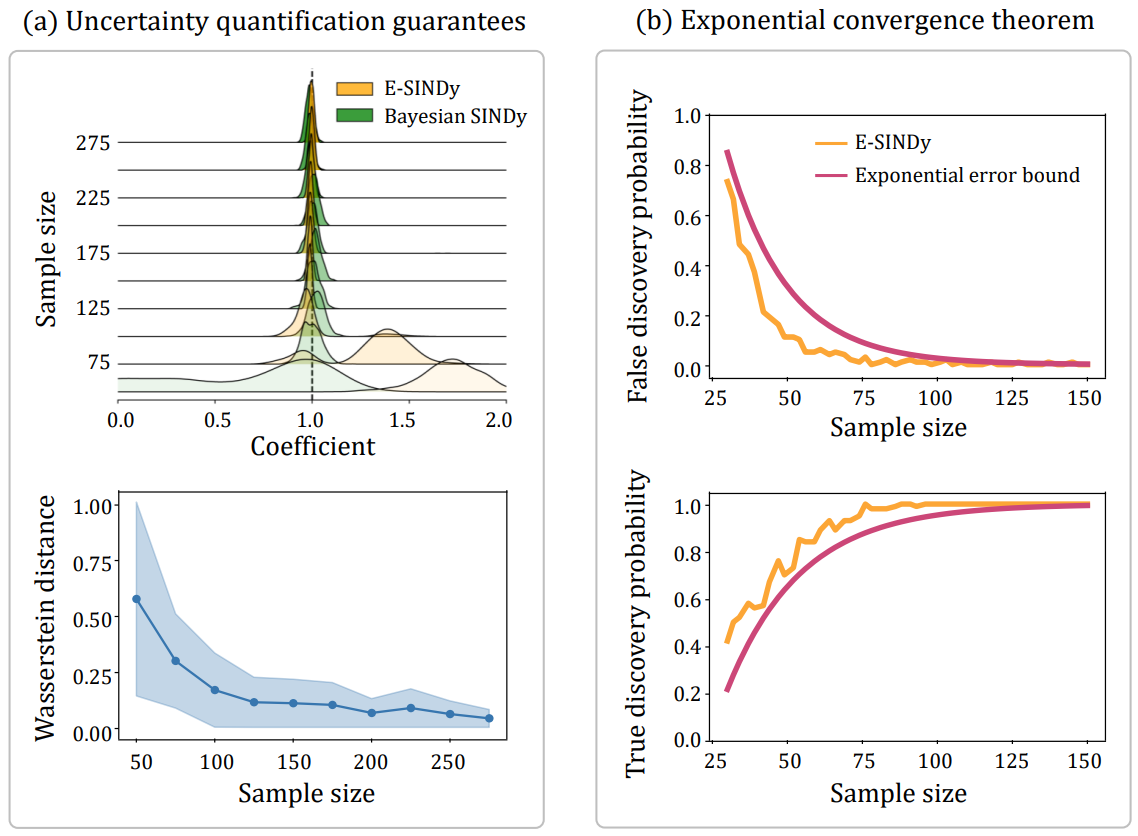 (a) Uncertainty quantification guarantees
E-SINDy
Bayesian SINDy
Sample size
275
225
175
125
75
0.0 0.5 1.0 1.5 2.0
Coefficient
Wasserstein distance
1.00
0.75
0.50
0.25
0.00
50 100 150 200 250
Sample size
(b) Exponential convergence theorem
False discovery probability
1.0
0.8
0.6
0.4
0.2
0.0
E-SINDy
Exponential error bound
25 50 75 100 125 150
Sample size
True discovery probability
1.0
0.8
0.6
0.4
0.2
0.0
25 50 75 100 125 150
Sample size